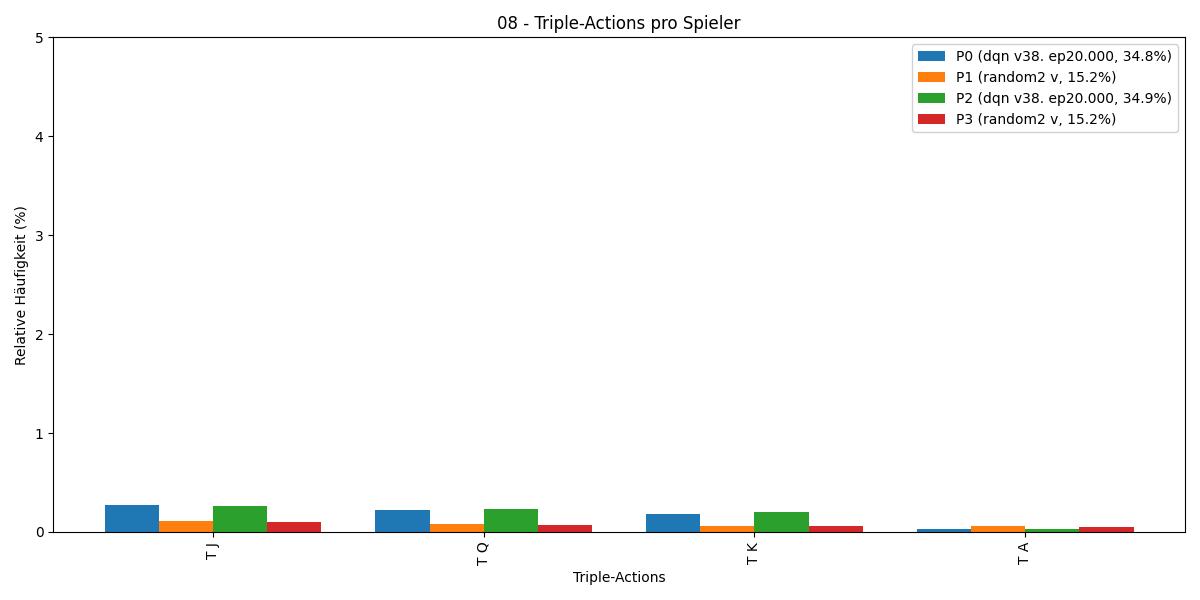 08 - Triple-Actions pro Spieler
P0 (dqn v38. ep20.000, 34.8%)
P1 (random2 v, 15.2%)
P2 (dqn v38. ep20.000, 34.9%)
P3 (random2 v, 15.2%)
Relative Häufigkeit (%)
5
4
3
2
1
0
T J
T Q
T K
T A
Triple-Actions